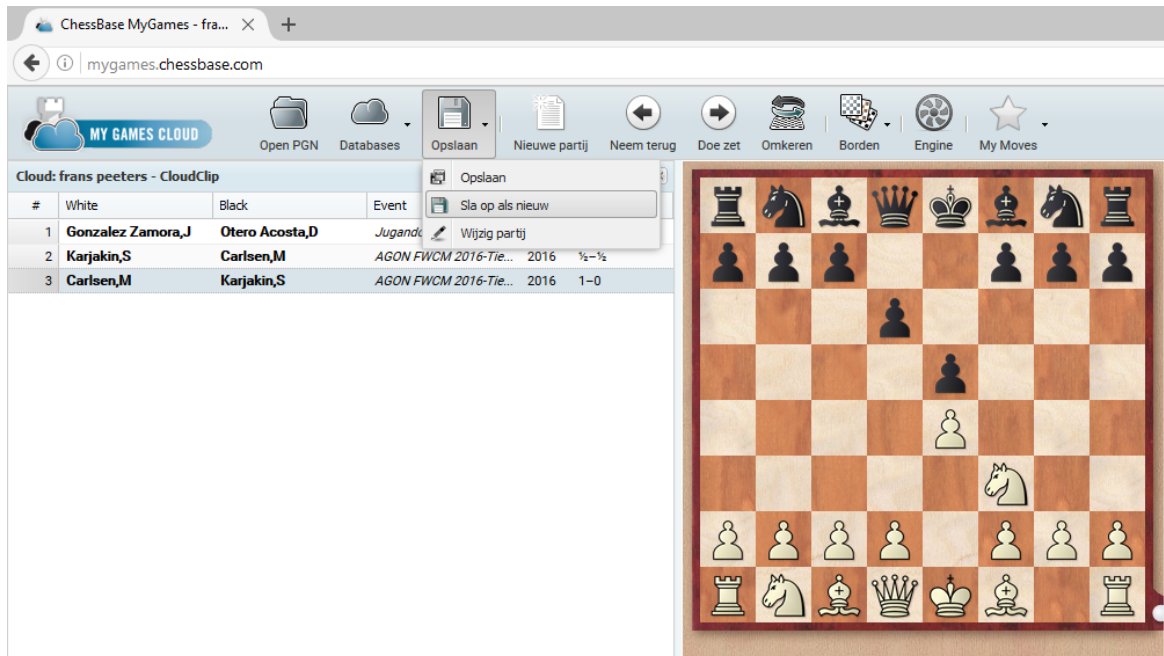 ChessBase MyGames - fra...
mygames.chessbase.com
MY GAMES CLOUD
Open PGN Databases Opslaan Nieuwe partij Neem terug Doe zet Omkeren Borden Engine My Moves
Cloud: frans peeters - CloudClip
Opslaan
# White Black Event
Sla op als nieuw
1 Gonzalez Zamora,J Otero Acosta,D
Wijzig partij
2 Karjakin,S Carlsen,M AGON FWCM 2016-Tie... 2016 ½-½
3 Carlsen,M Karjakin,S AGON FWCM 2016-Tie... 2016 1-0